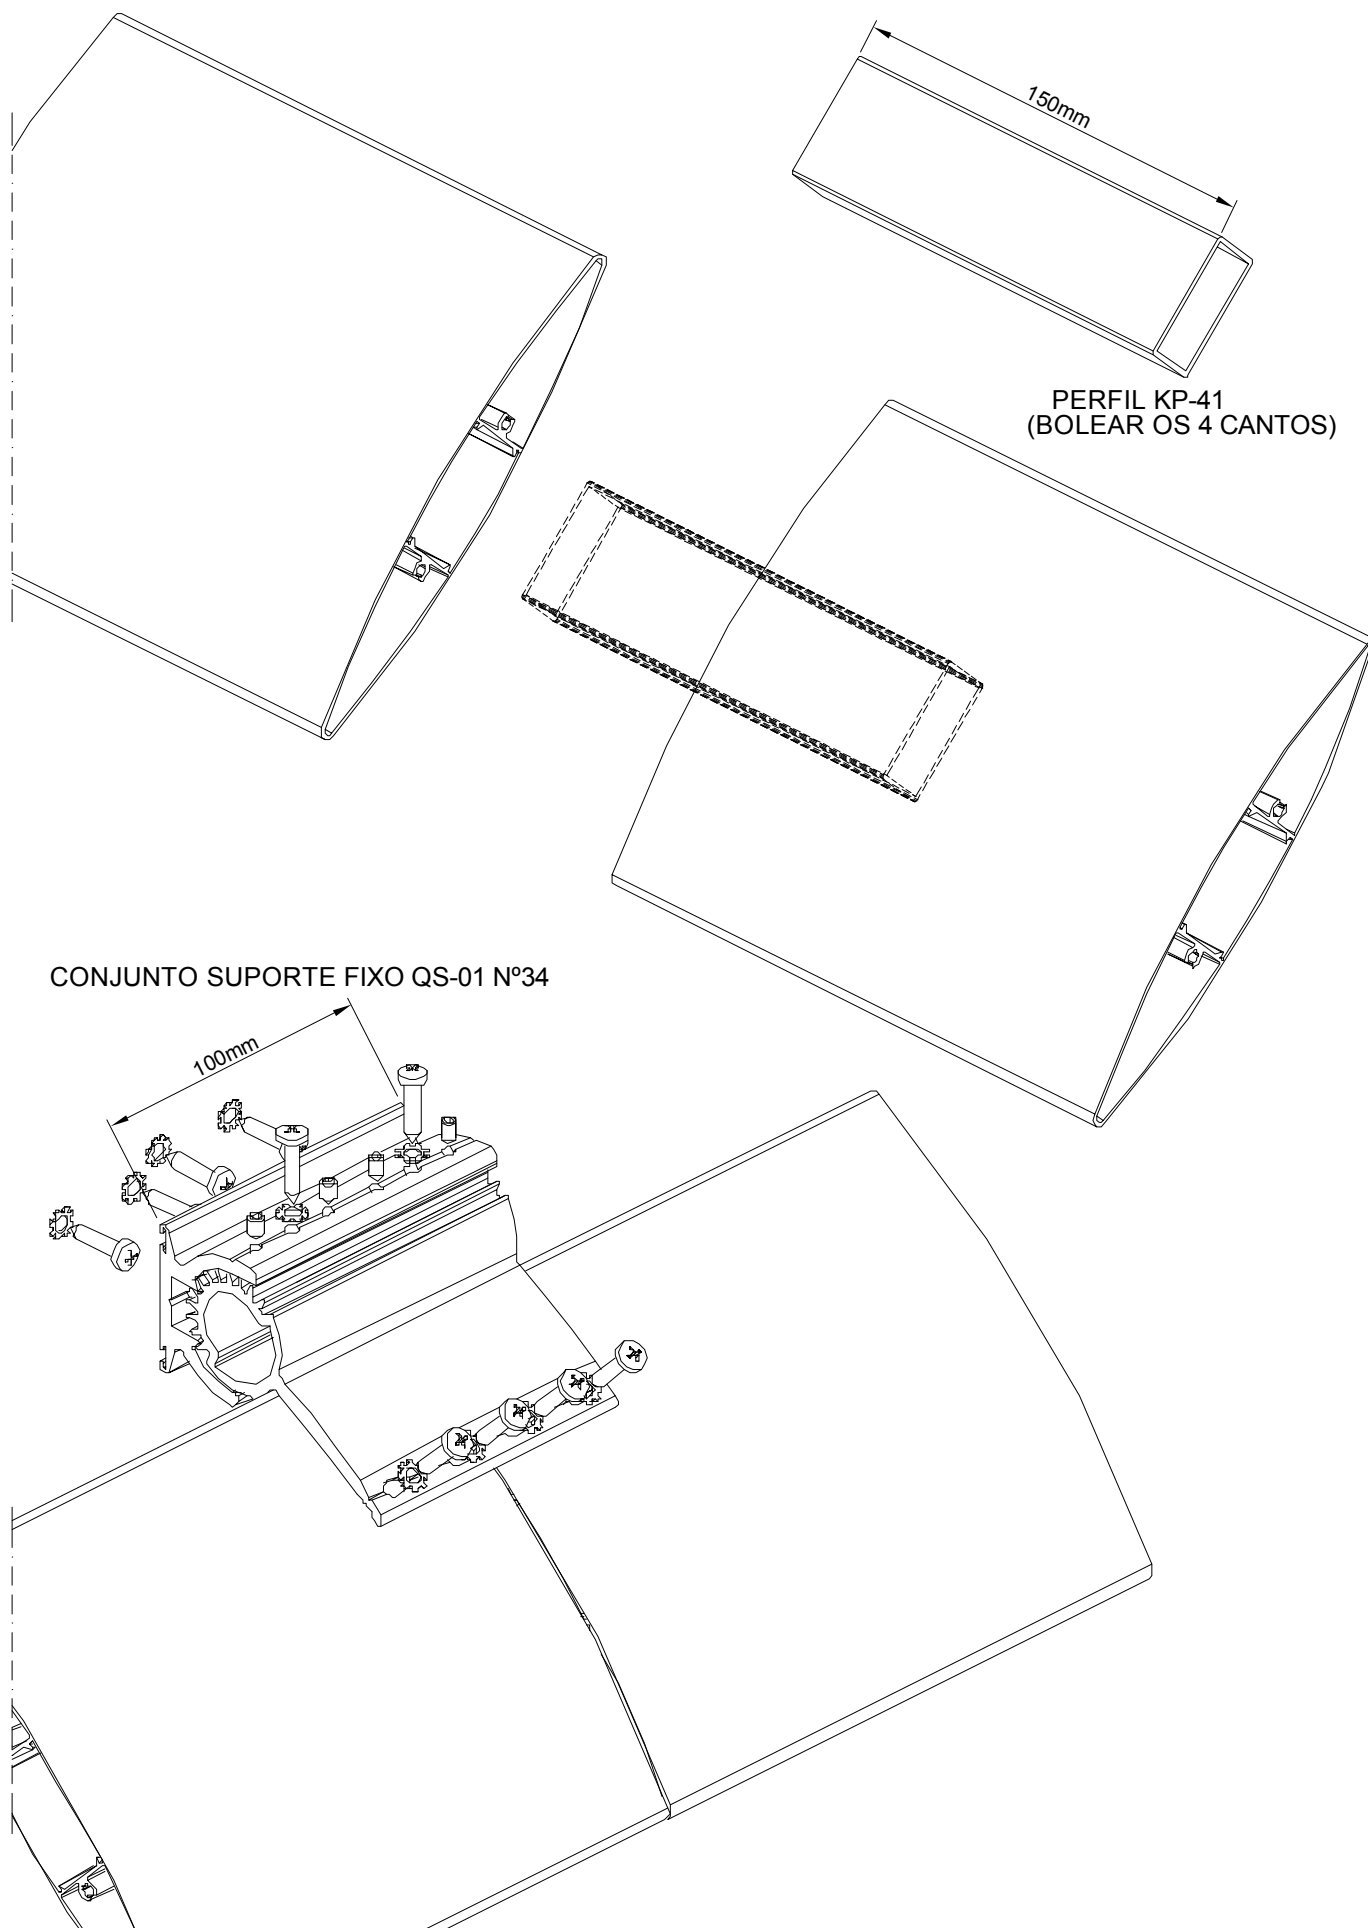 150mm
PERFIL KP-41
(BOLEAR OS 4 CANTOS)
CONJUNTO SUPORTE FIXO QS-01 Nº34
100mm